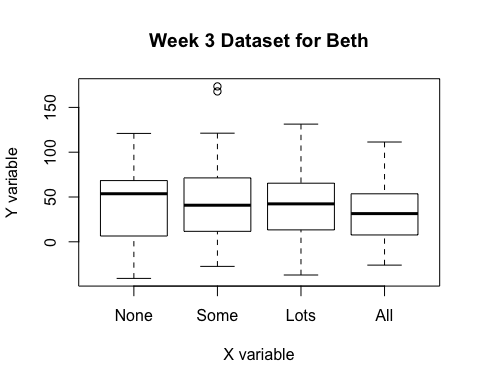 Week 3 Dataset for Beth
Y variable
150
100
50
0
None Some Lots All
X variable